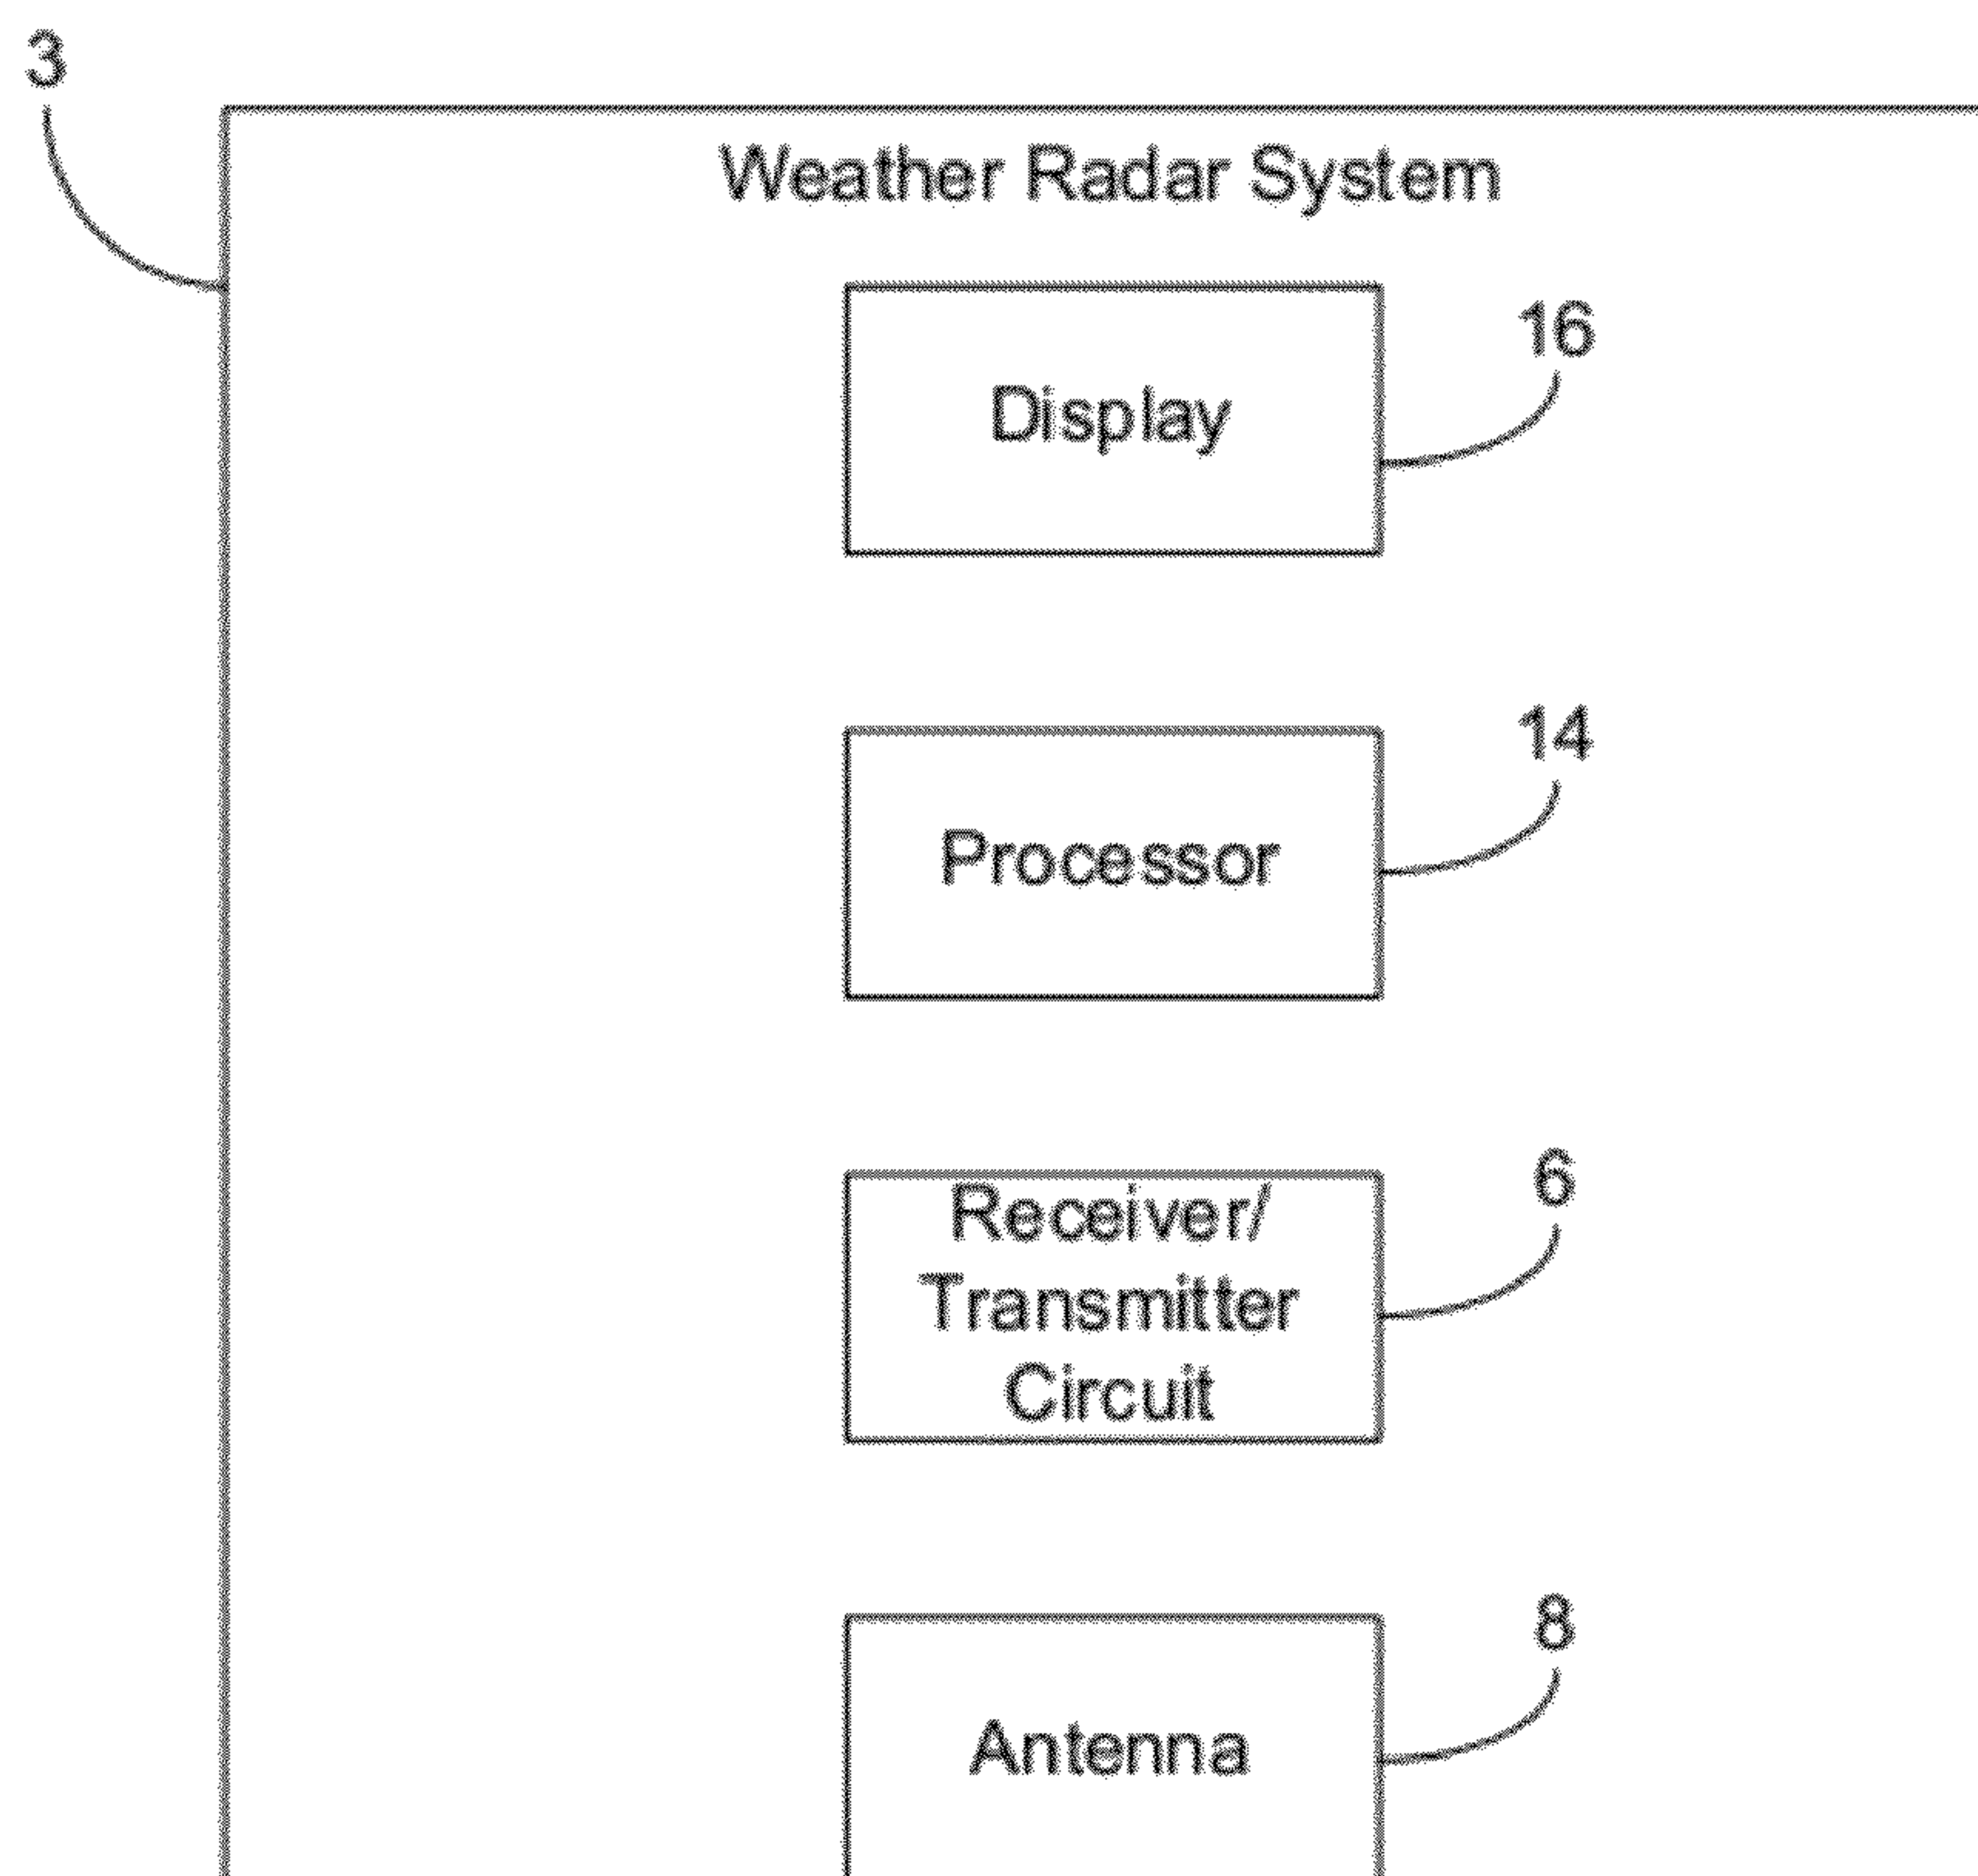 3
Weather Radar System
16
Display
14
Processor
6
Receiver/
Transmitter
Circuit
8
Antenna